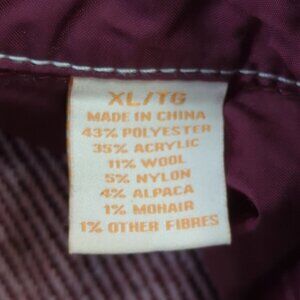 XL/TG
MADE IN CHINA
43% POLYESTER
35% ACRYLIC
11% WOOL
5% NYLON
4% ALPACA
1% MOHAIR
1% OTHER FIBRES